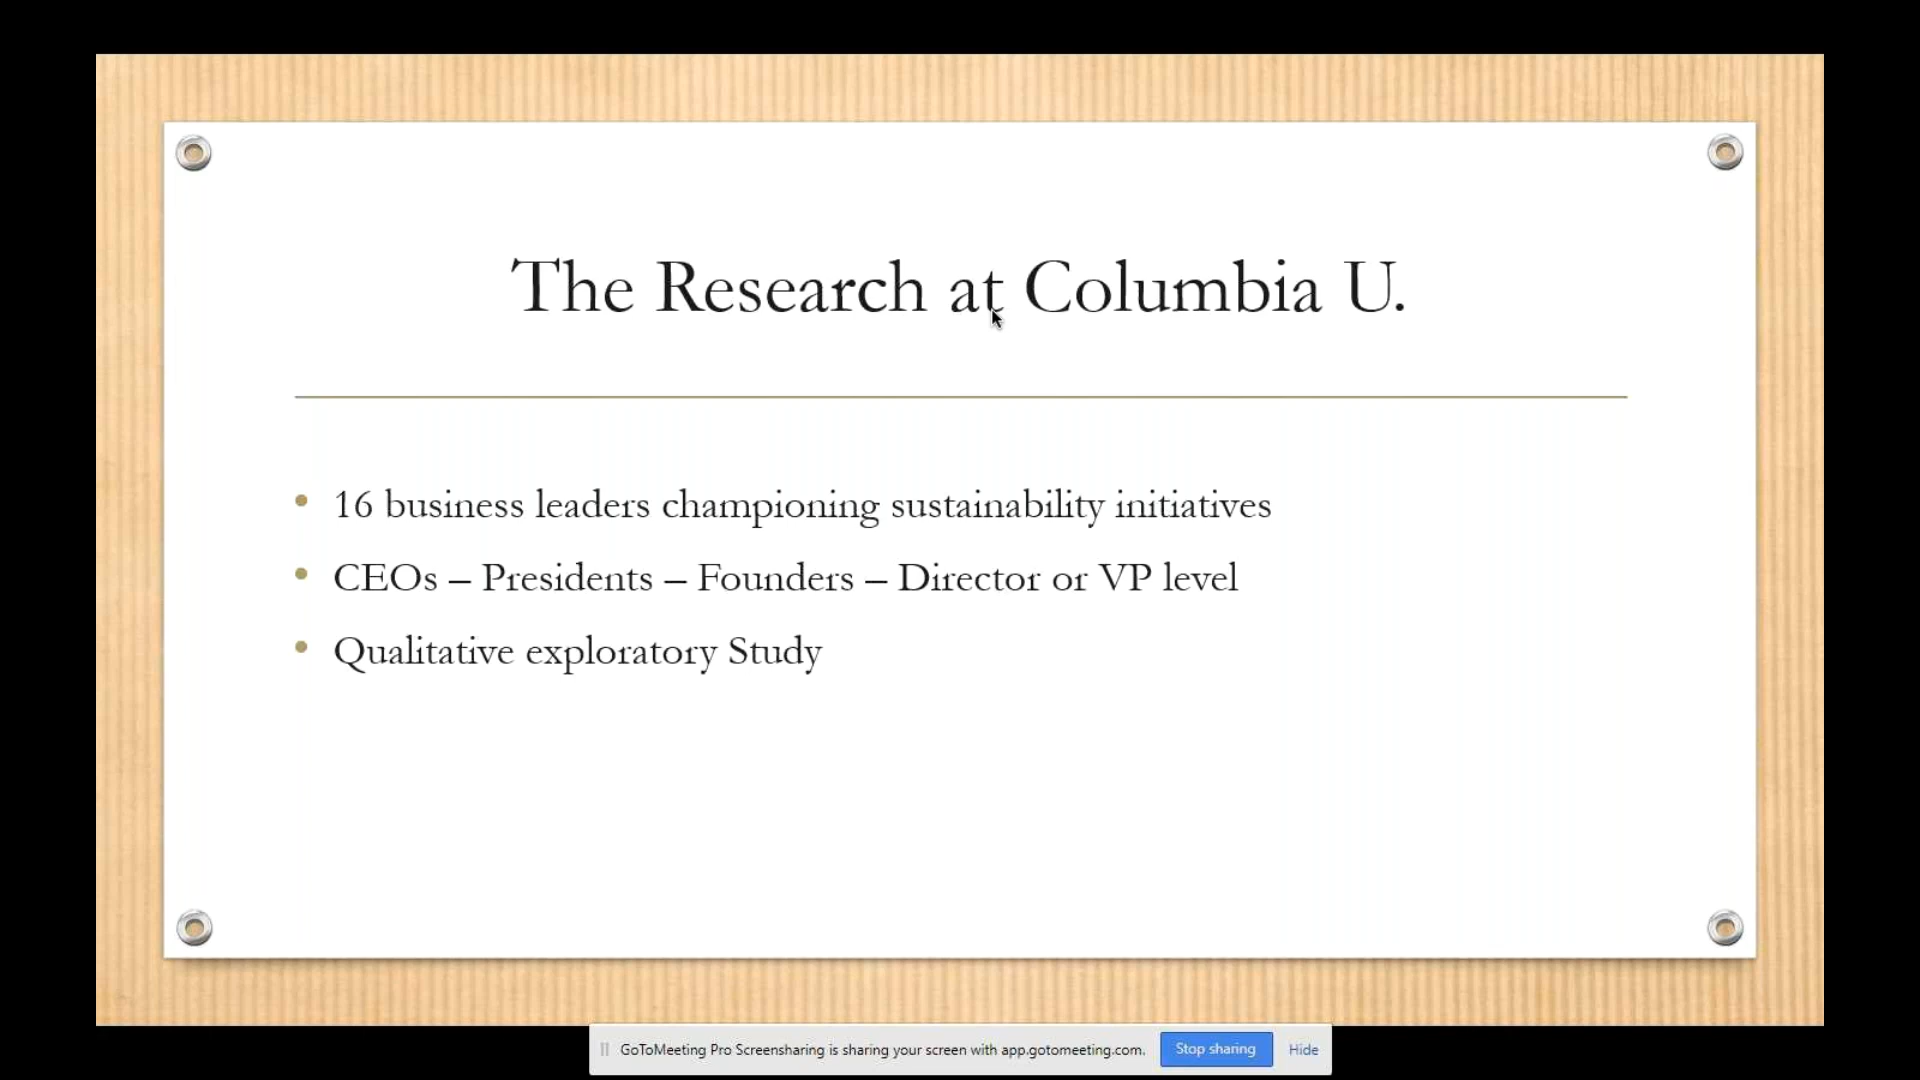 The Research at Columbia U.
16 business leaders championing sustainability initiatives
CEOs – Presidents – Founders – Director or VP level
Qualitative exploratory Study
GoToMeeting Pro Screensharing is sharing your screen with app.gotomeeting.com. Stop sharing Hide